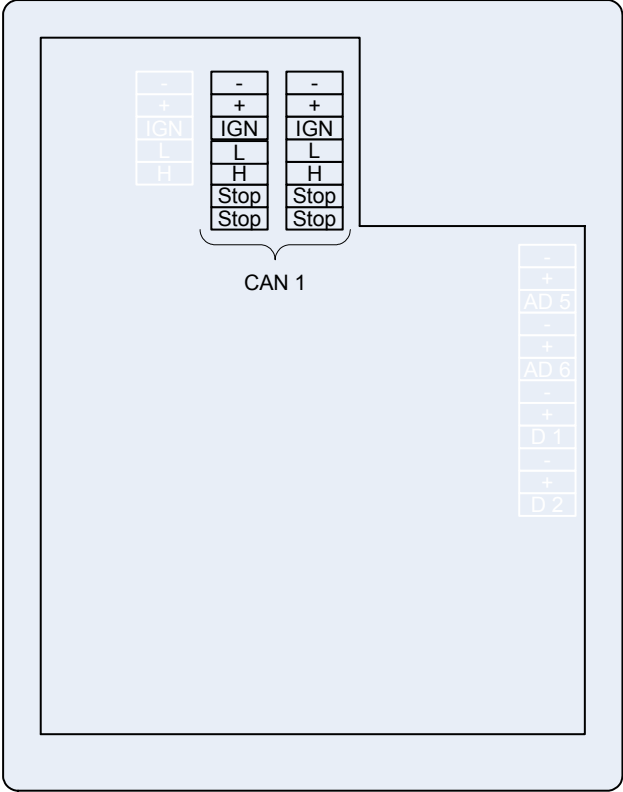 - - -
+ + +
IGN IGN IGN
L L L
H H H
Stop Stop
Stop Stop
CAN 1
-
+
AD 5
-
+
AD 6
-
+
D 1
-
+
D 2